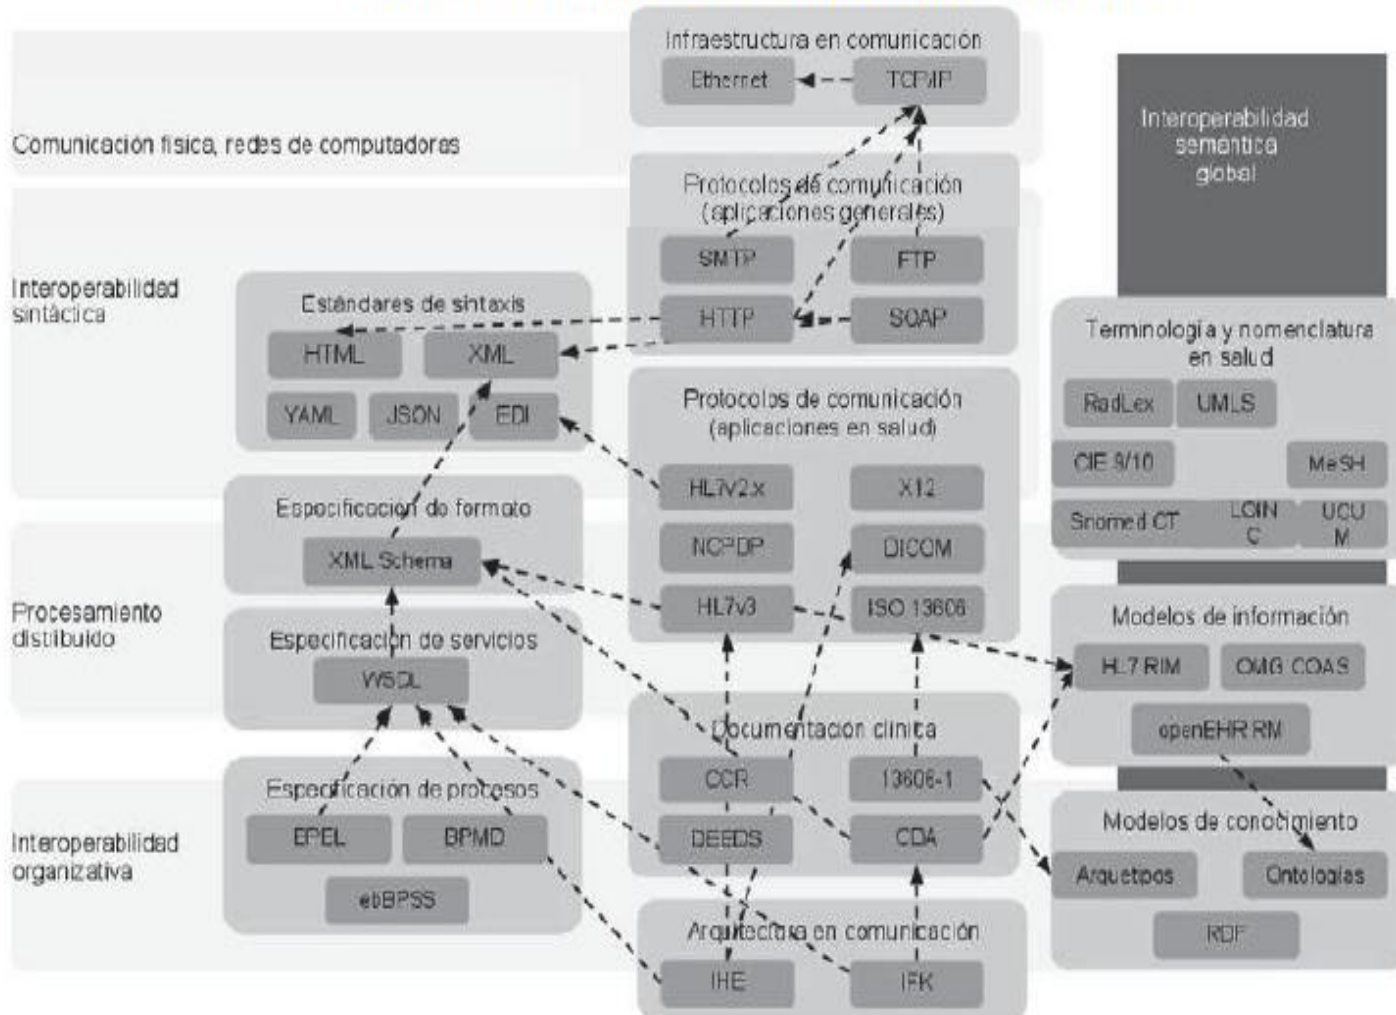 Infraestructura en comunicación
Ethernet
TCP/IP
Comunicación física, redes de computadoras
Interoperabilidad
semántica
global
Protocolos de comunicación
(aplicaciones generales)
SMTP
FTP
HTTP
SOAP
Interoperabilidad
sintáctica
Estándares de sintaxis
HTML
XML
YAML
JSON
EDI
Terminología y nomenclatura
en salud
RadLex
UMLS
CIE 9/10
MeSH
Snomed CT
LOIN
C
UCU
M
Protocolos de comunicación
(aplicaciones en salud)
HL7v2.x
X12
NCPDP
DICOM
HL7v3
ISO 13606
Especificación de formato
XML Schema
Procesamiento
distribuido
Especificación de servicios
WSDL
Modelos de información
HL7 RIM
OMG COAS
openEHR RM
Documentación clínica
CCR
13606-1
DEEDS
CDA
Interoperabilidad
organizativa
Especificación de procesos
BPEL
BPMD
ebBPSS
Modelos de conocimiento
Arquetipos
Ontologías
RDF
Arquitectura en comunicación
IHE